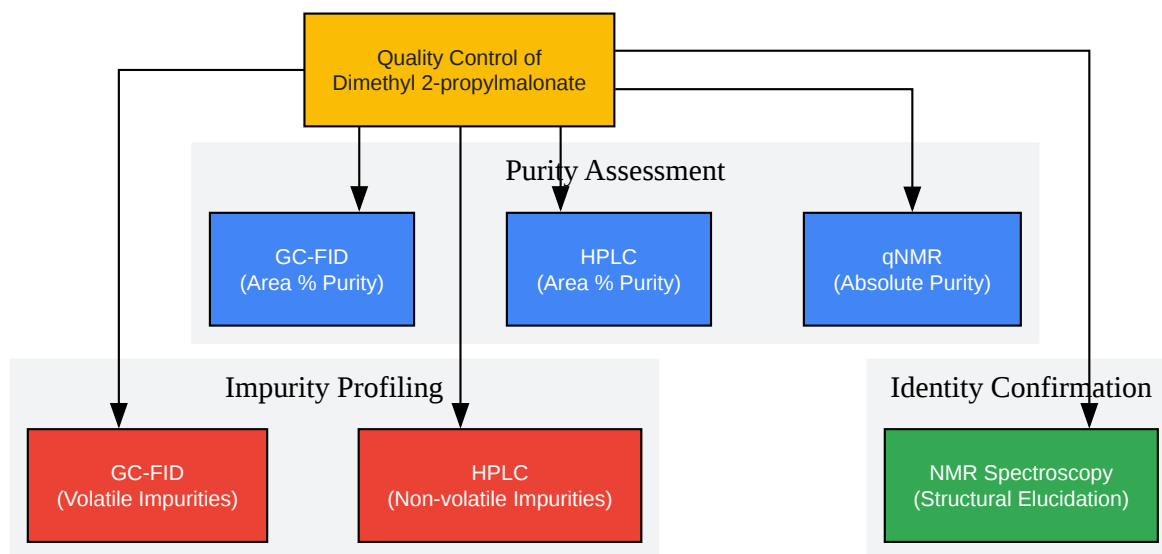 Quality Control of
Dimethyl 2-propylmalonate
Purity Assessment
GC-FID
(Area % Purity)
HPLC
(Area % Purity)
qNMR
(Absolute Purity)
Impurity Profiling
GC-FID
(Volatile Impurities)
HPLC
(Non-volatile Impurities)
Identity Confirmation
NMR Spectroscopy
(Structural Elucidation)